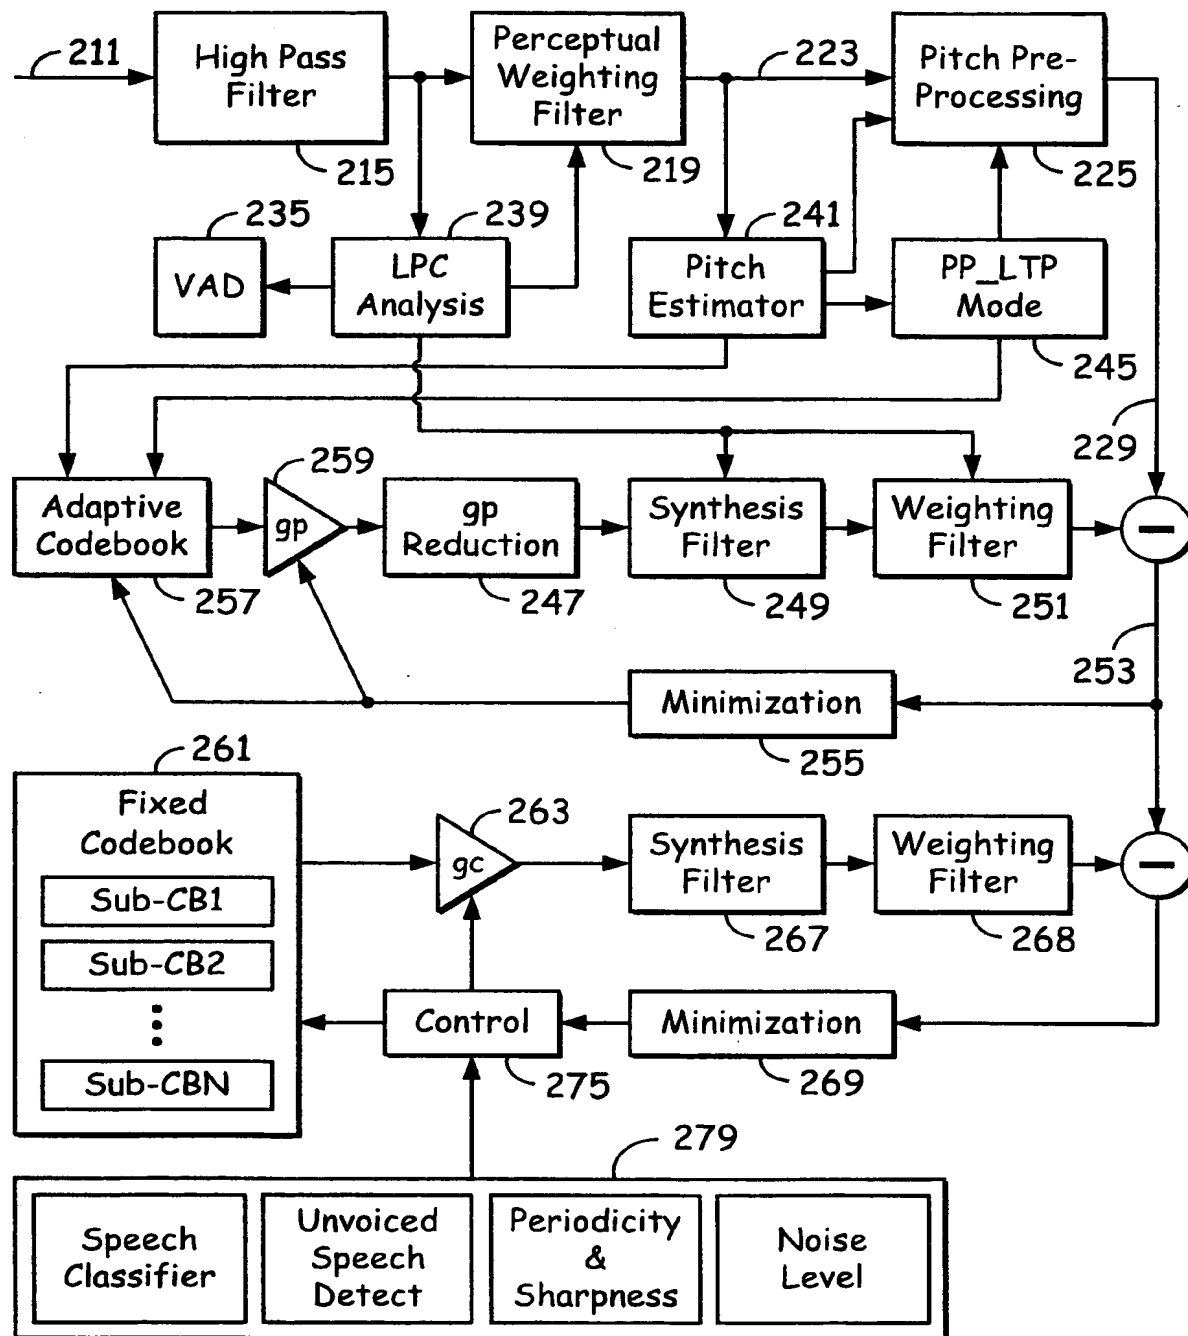 211
High Pass
Filter
215
Perceptual
Weighting
Filter
219
223
Pitch Pre-
Processing
225
235
VAD
239
LPC
Analysis
241
Pitch
Estimator
PP_LTP
Mode
245
229
Adaptive
Codebook
257
259
gp
gp
Reduction
247
Synthesis
Filter
249
Weighting
Filter
251
253
Minimization
255
261
Fixed
Codebook
Sub-CB1
Sub-CB2
Sub-CBN
263
gc
Synthesis
Filter
267
Weighting
Filter
268
Control
275
Minimization
269
279
Speech
Classifier
Unvoiced
Speech
Detect
Periodicity
&
Sharpness
Noise
Level